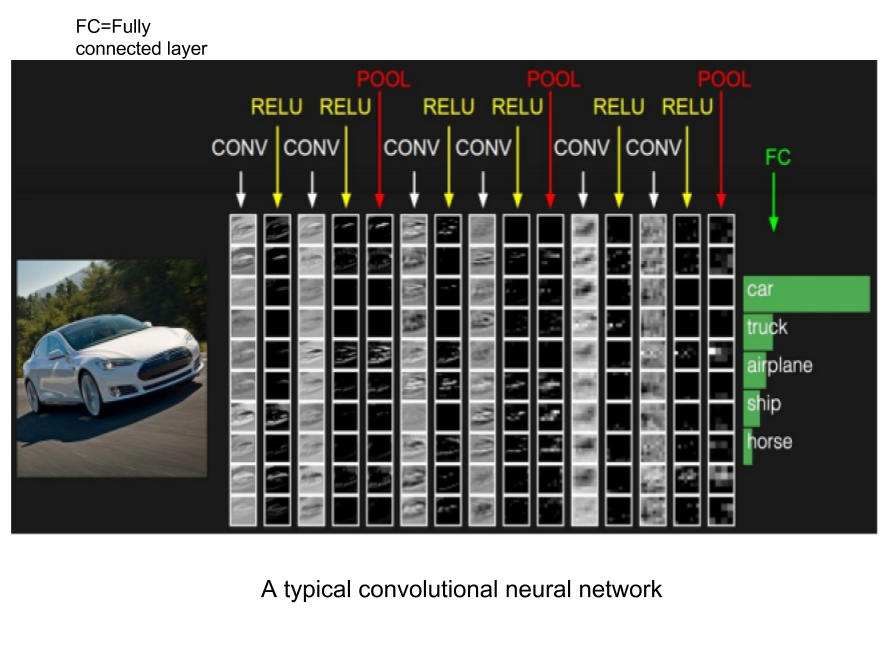 FC=Fully
connected layer
POOL POOL POOL
RELU RELU RELU RELU RELU RELU
CONV CONV CONV CONV CONV CONV
FC
car
truck
airplane
ship
horse
A typical convolutional neural network